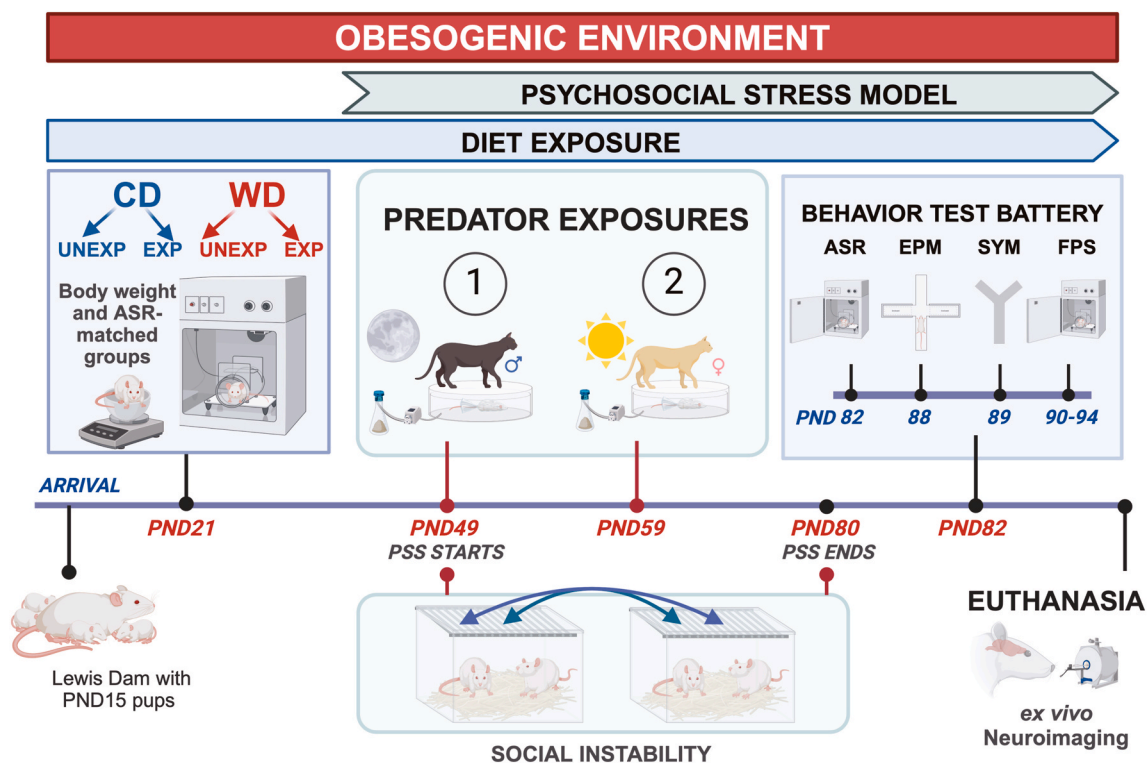 OBESOGENIC ENVIRONMENT
PSYCHOSOCIAL STRESS MODEL
DIET EXPOSURE
CD WD
UNEXP EXP UNEXP EXP
Body weight
and ASR-
matched
groups
PREDATOR EXPOSURES
1 2
♂ ♀
BEHAVIOR TEST BATTERY
ASR EPM SYM FPS
PND 82 88 89 90-94
ARRIVAL
PND21 PND49 PND59 PND80 PND82
PSS STARTS PSS ENDS
Lewis Dam with
PND15 pups
SOCIAL INSTABILITY
EUTHANASIA
ex vivo
Neuroimaging